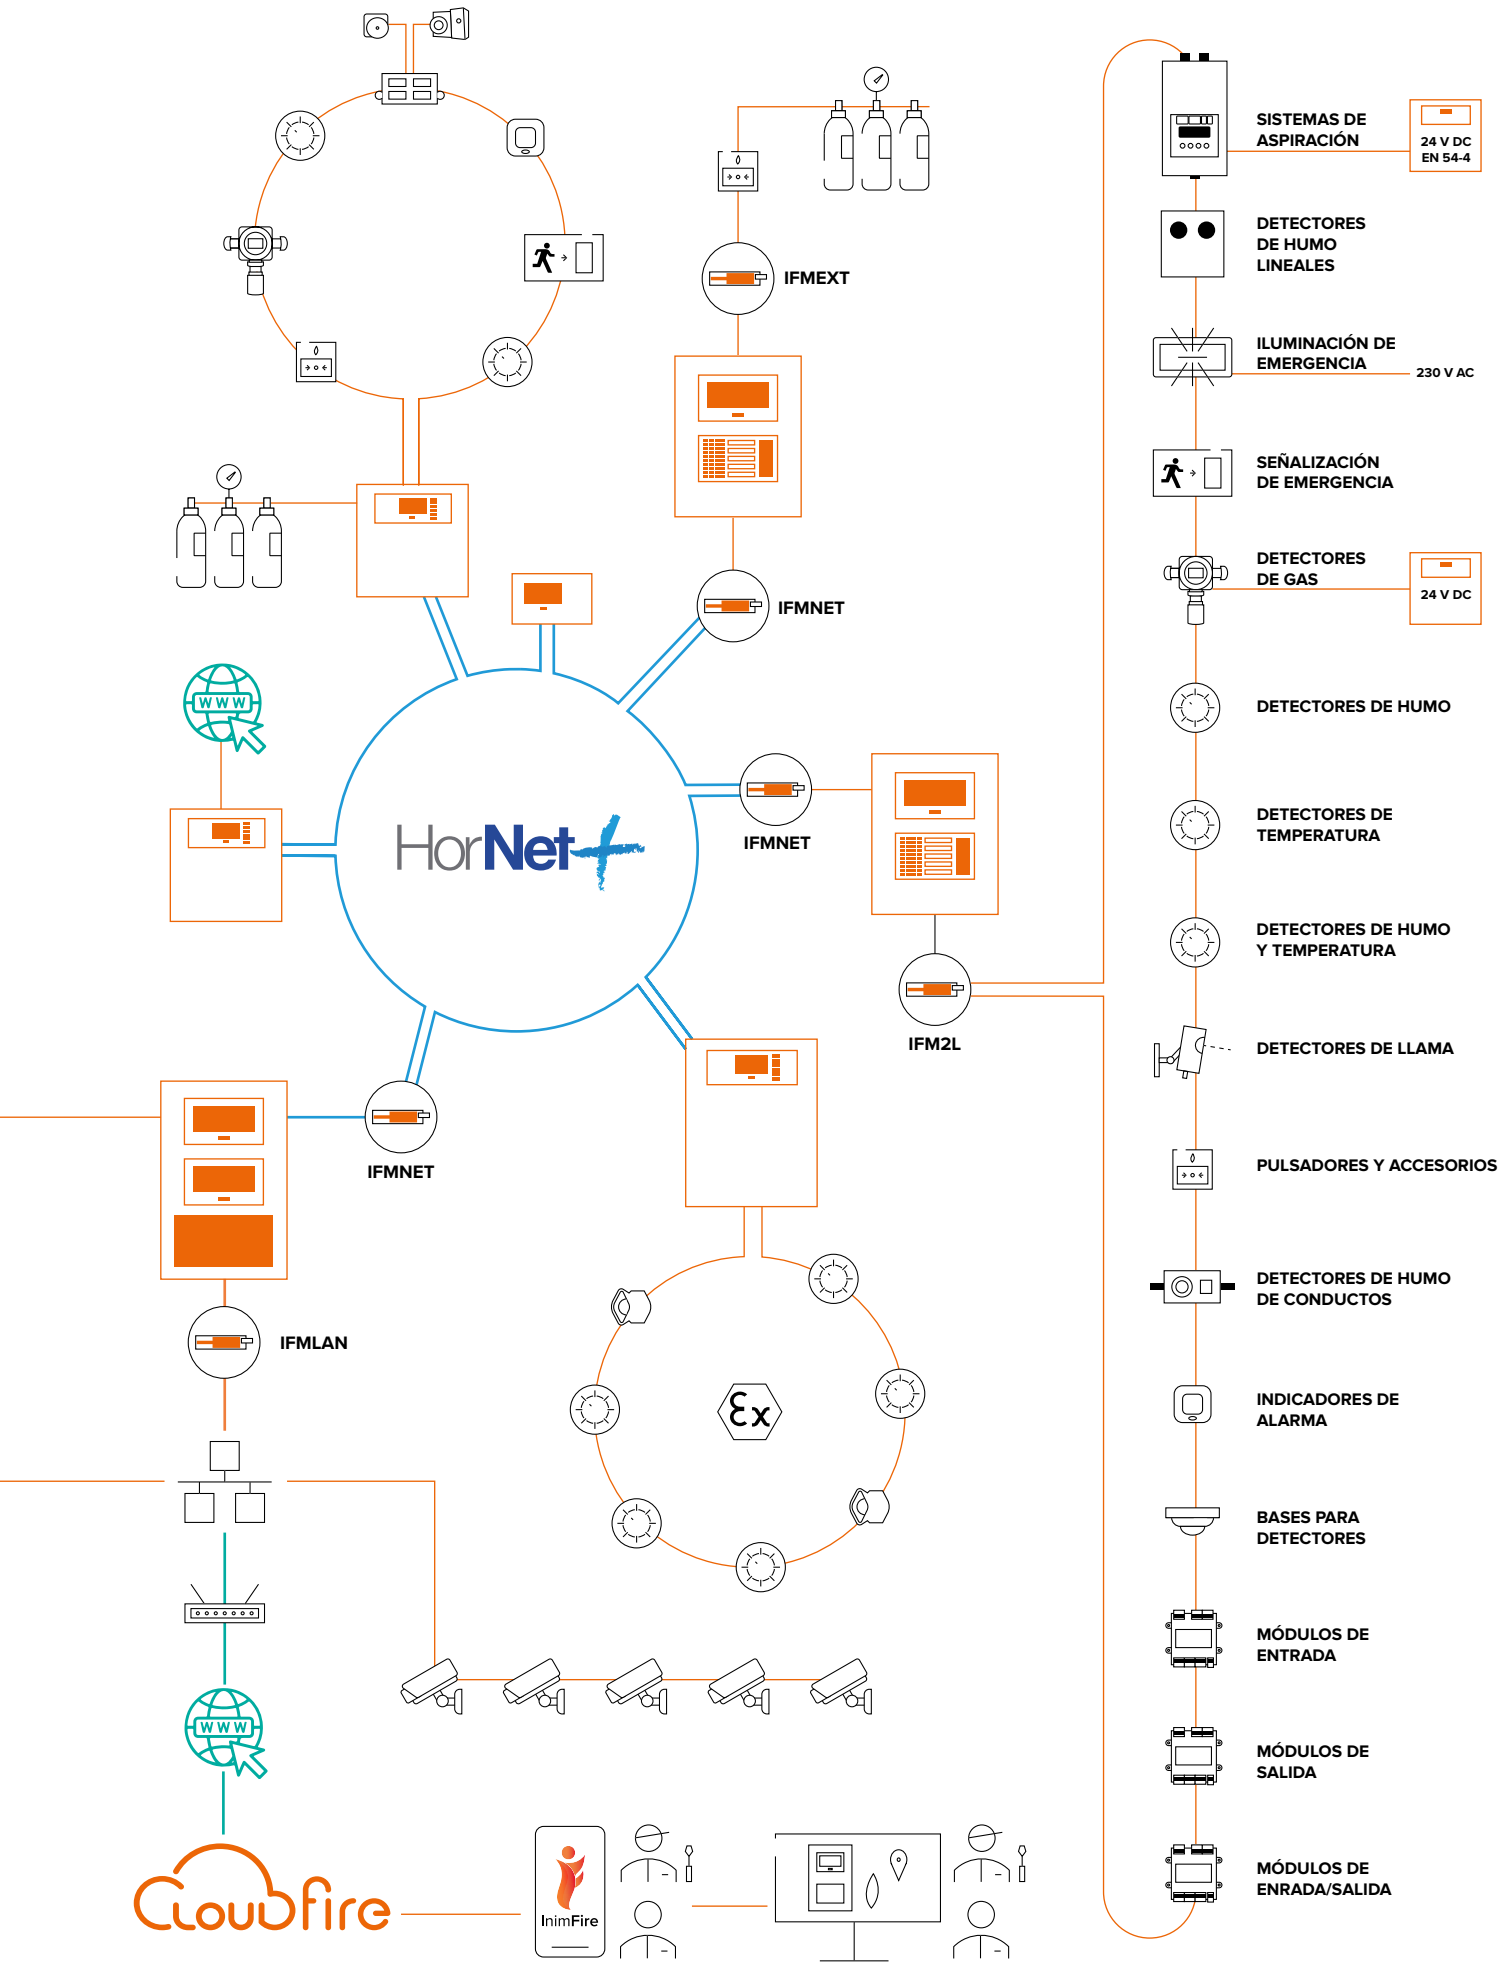 SISTEMAS DE
ASPIRACIÓN
24 V DC
EN 54-4
DETECTORES
DE HUMO
LINEALES
IFMEXT
ILUMINACIÓN DE
EMERGENCIA
230 V AC
SEÑALIZACIÓN
DE EMERGENCIA
DETECTORES
DE GAS
24 V DC
IFMNET
WWW
DETECTORES DE HUMO
DETECTORES DE
TEMPERATURA
HorNet+
IFMNET
DETECTORES DE HUMO
Y TEMPERATURA
IFM2L
DETECTORES DE LLAMA
IFMNET
PULSADORES Y ACCESORIOS
DETECTORES DE HUMO
DE CONDUCTOS
IFMLAN
Ex
INDICADORES DE
ALARMA
BASES PARA
DETECTORES
MÓDULOS DE
ENTRADA
WWW
MÓDULOS DE
SALIDA
CLOUDFIRE
InimFire
MÓDULOS DE
ENRADA/SALIDA